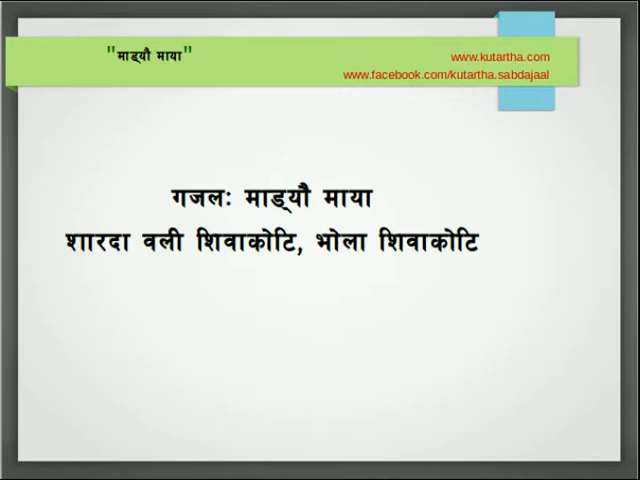 "माड्यौ माया"
www.kutartha.com
www.facebook.com/kutartha.sabdajaal
गजलः माड्यौ माया
शारदा वली शिवाकोटि, भोला शिवाकोटि